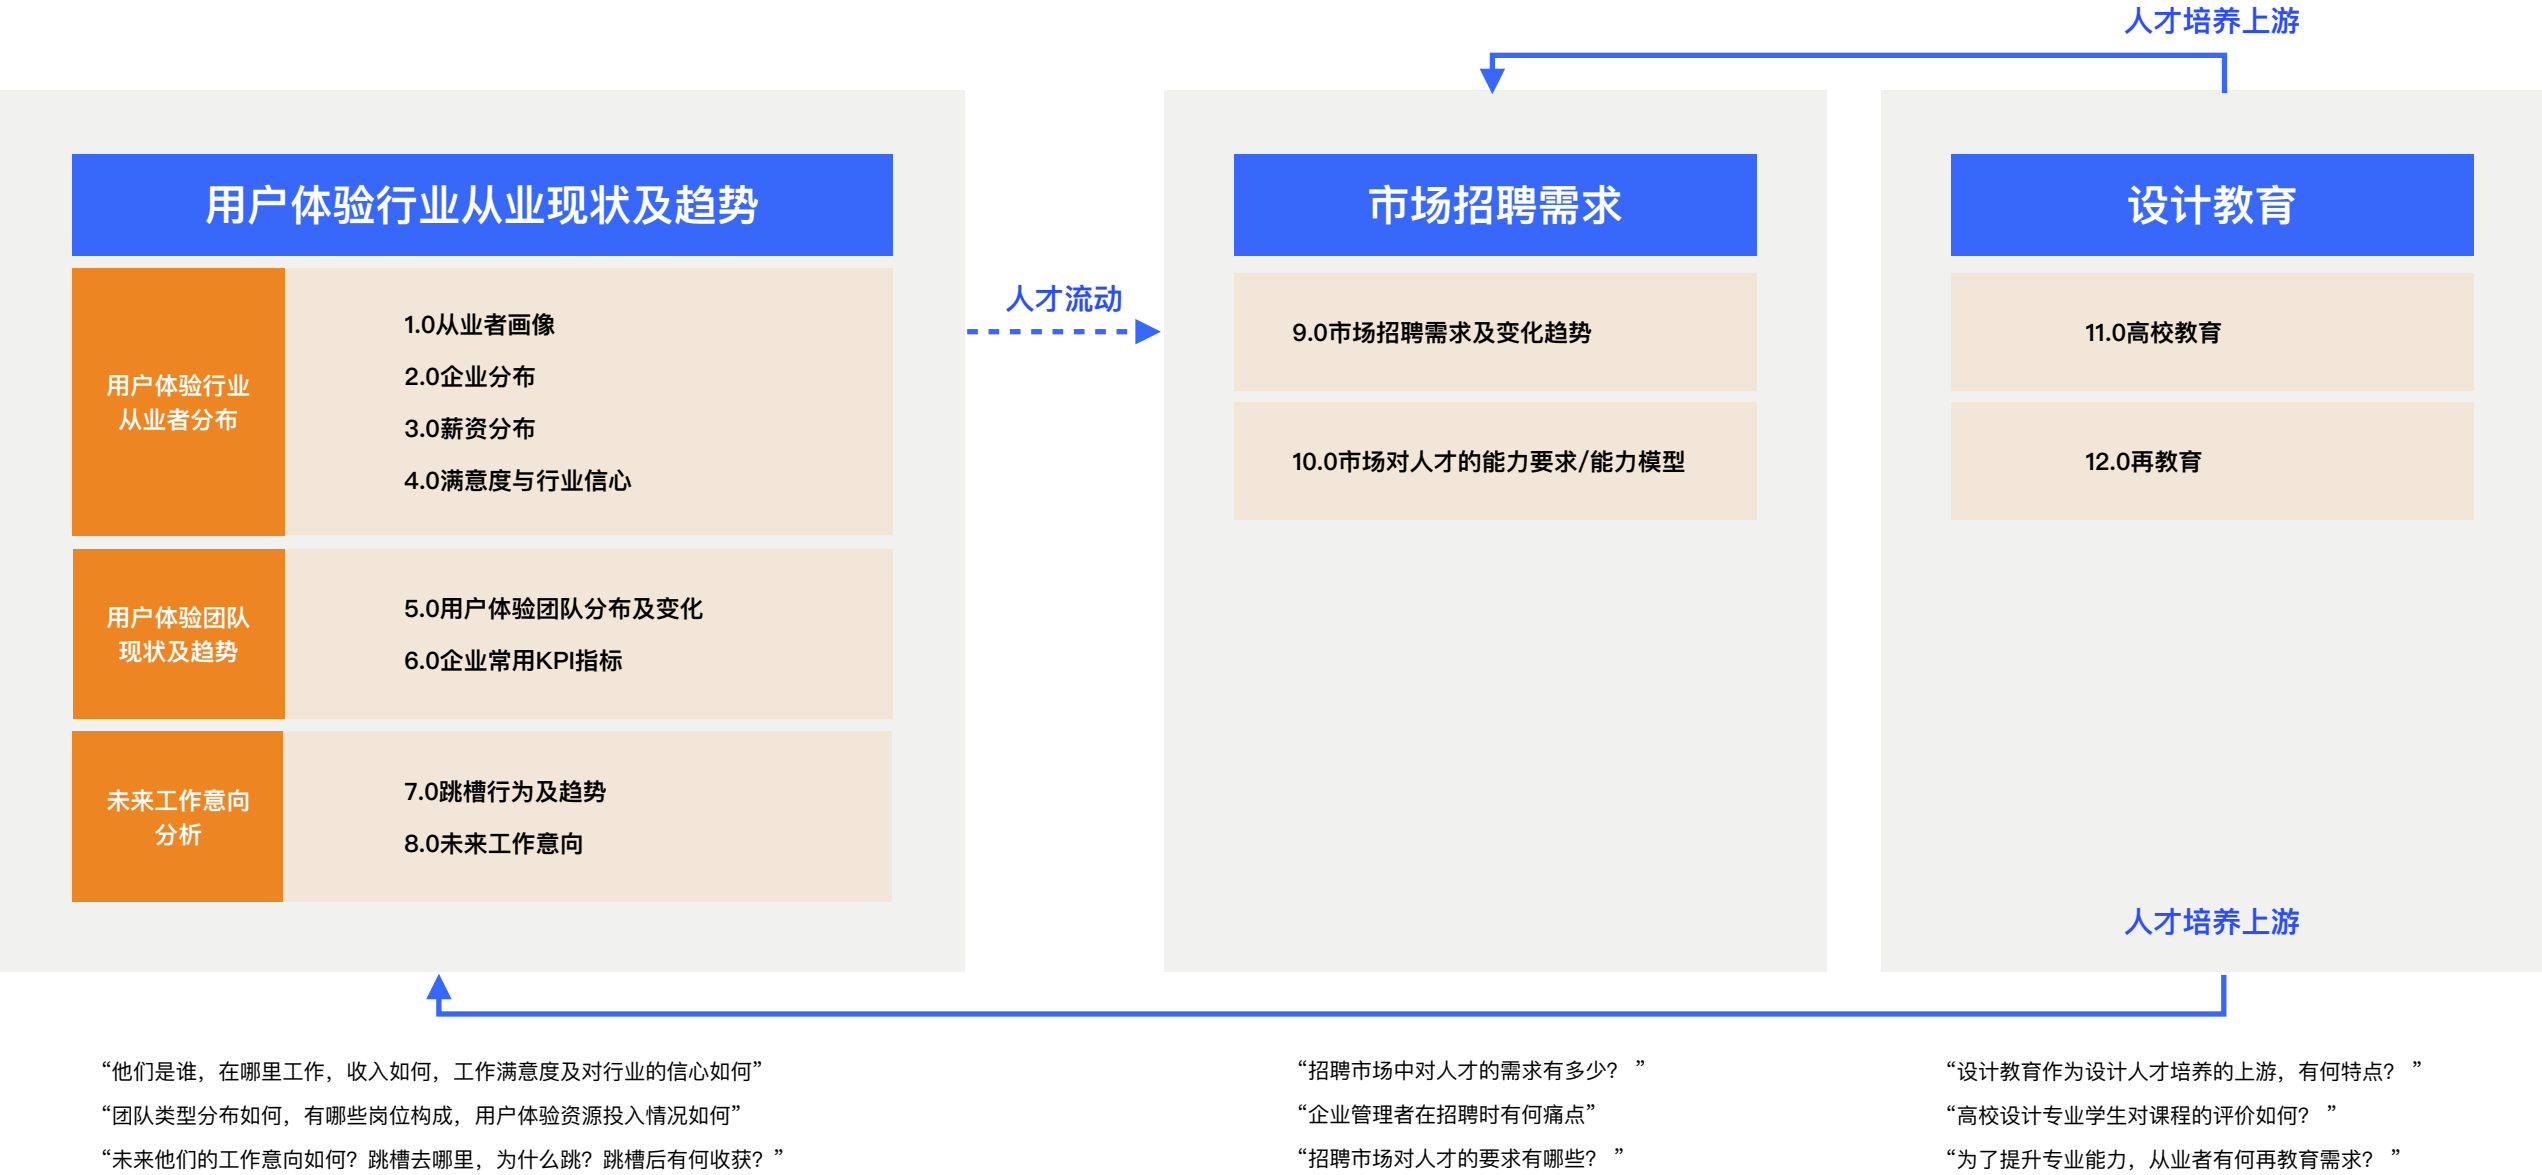 人才培养上游
用户体验行业从业现状及趋势
用户体验行业
从业者分布
1.0从业者画像
2.0企业分布
3.0薪资分布
4.0满意度与行业信心
用户体验团队
现状及趋势
5.0用户体验团队分布及变化
6.0企业常用KPI指标
未来工作意向
分析
7.0跳槽行为及趋势
8.0未来工作意向
人才流动
市场招聘需求
9.0市场招聘需求及变化趋势
10.0市场对人才的能力要求/能力模型
设计教育
11.0高校教育
12.0再教育
人才培养上游
“他们是谁，在哪里工作，收入如何，工作满意度及对行业的信心如何”
“团队类型分布如何，有哪些岗位构成，用户体验资源投入情况如何”
“未来他们的工作意向如何？跳槽去哪里，为什么跳？跳槽后有何收获？”
“招聘市场中对人才的需求有多少？”
“企业管理者在招聘时有何痛点”
“招聘市场对人才的要求有哪些？”
“设计教育作为设计人才培养的上游，有何特点？”
“高校设计专业学生对课程的评价如何？”
“为了提升专业能力，从业者有何再教育需求？”